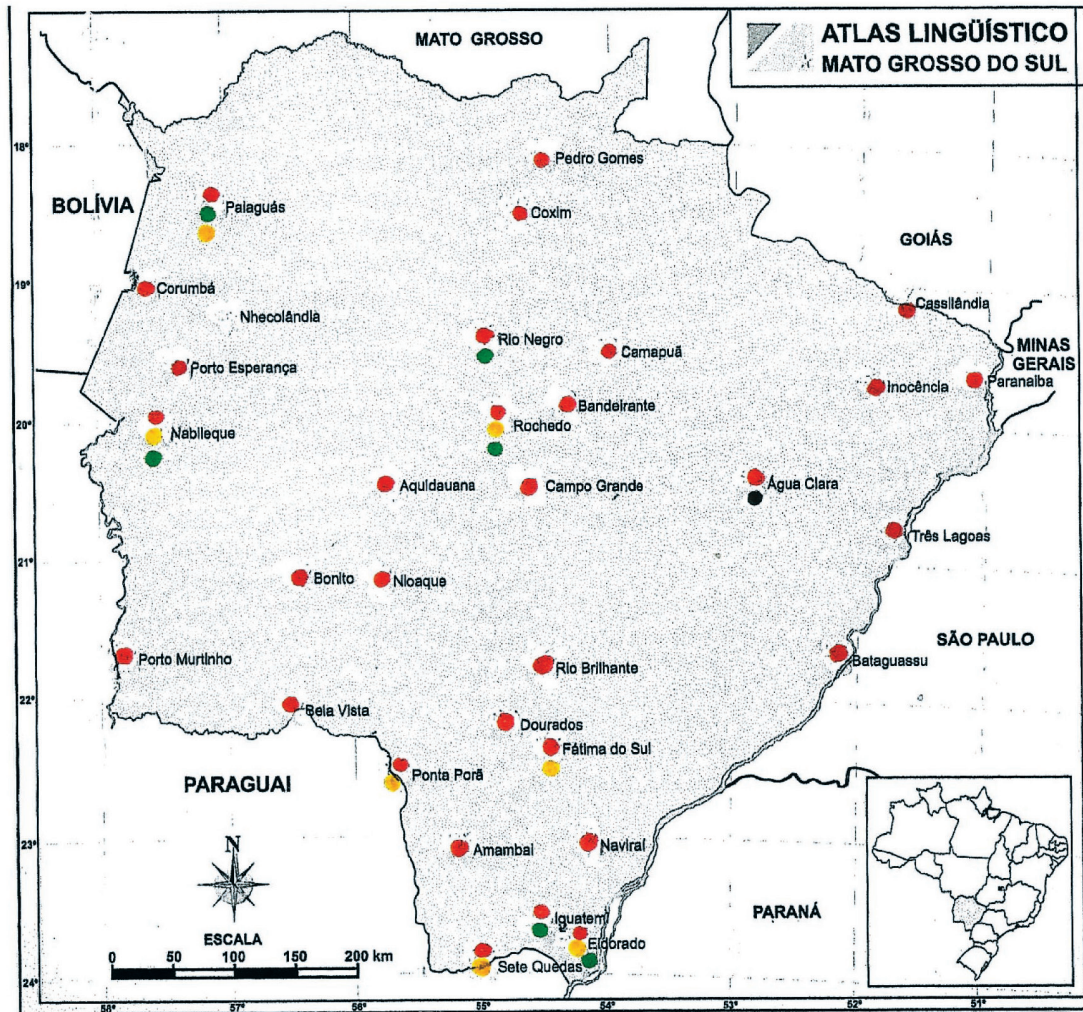 MATO GROSSO
ATLAS LINGÜÍSTICO
MATO GROSSO DO SUL
18°
Pedro Gomes
BOLÍVIA
Paiaguás
Coxim
GOIÁS
19°
Corumbá
Cassilândia
Nhecolândia
Rio Negro
Camapuã
MINAS
GERAIS
Porto Esperança
Inocência
Paranaiba
Bandeirante
20°
Nabileque
Rochedo
Aquidauana
Campo Grande
Água Clara
Três Lagoas
21°
Bonito
Nioaque
SÃO PAULO
Porto Murtinho
Rio Brilhante
Bataguassu
22°
Bela Vista
Dourados
Fátima do Sul
Ponta Porã
PARAGUAI
N
23°
Amambai
Naviraí
Iguatemi
PARANÁ
ESCALA
Eldorado
0 50 100 150 200 km
Sete Quedas
24°
58° 57° 56° 55° 54° 53° 52° 51°